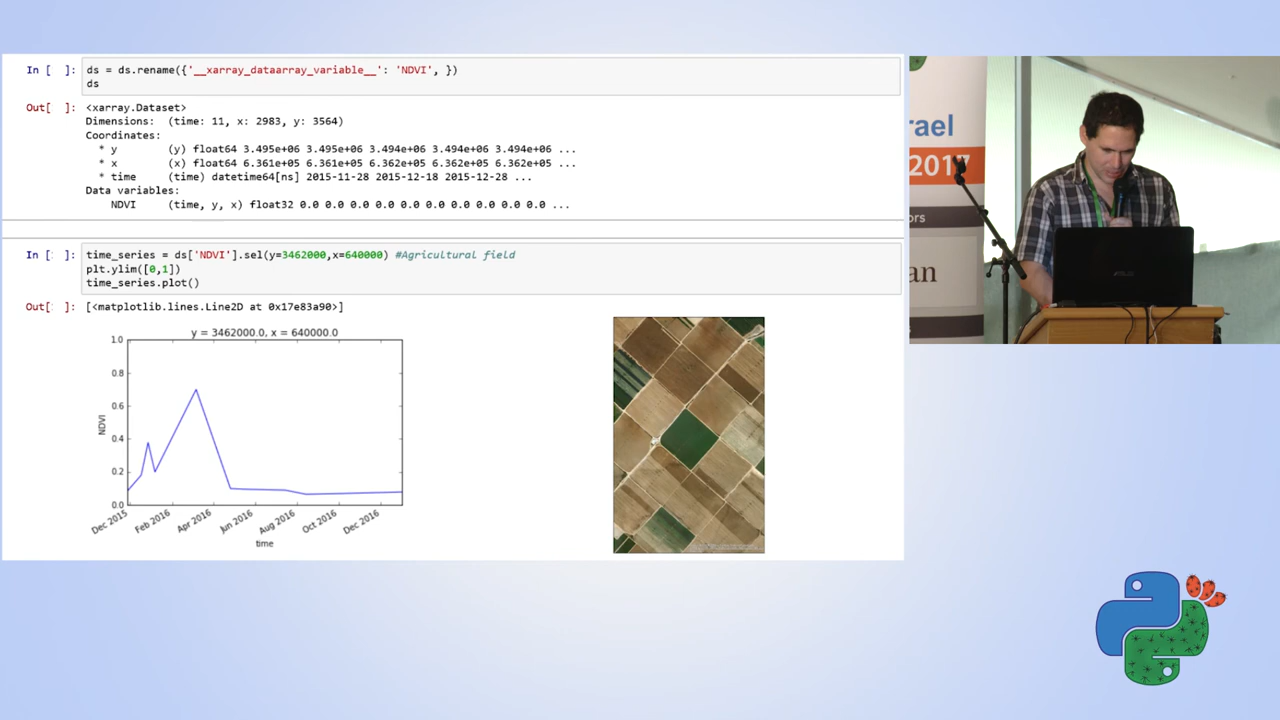 In [ ]: ds = ds.rename({'__xarray_dataarray_variable__': 'NDVI', })
ds
Out[ ]: <xarray.Dataset>
Dimensions: (time: 11, x: 2983, y: 3564)
Coordinates:
* y (y) float64 3.495e+06 3.495e+06 3.494e+06 3.494e+06 3.494e+06 ...
* x (x) float64 6.361e+05 6.361e+05 6.362e+05 6.362e+05 6.362e+05 ...
* time (time) datetime64[ns] 2015-11-28 2015-12-18 2015-12-28 ...
Data variables:
NDVI (time, y, x) float32 0.0 0.0 0.0 0.0 0.0 0.0 0.0 0.0 0.0 0.0 ...
In [ ]: time_series = ds['NDVI'].sel(y=3462000,x=640000) #Agricultural field
plt.ylim([0,1])
time_series.plot()
Out[ ]: [<matplotlib.lines.Line2D at 0x17e83a90>]
y = 3462000.0, x = 640000.0
1.0
0.8
0.6
0.4
0.2
0.0
NDVI
Dec 2015
Feb 2016
Apr 2016
Jun 2016
Aug 2016
Oct 2016
Dec 2016
time
rael
2017
ors
an